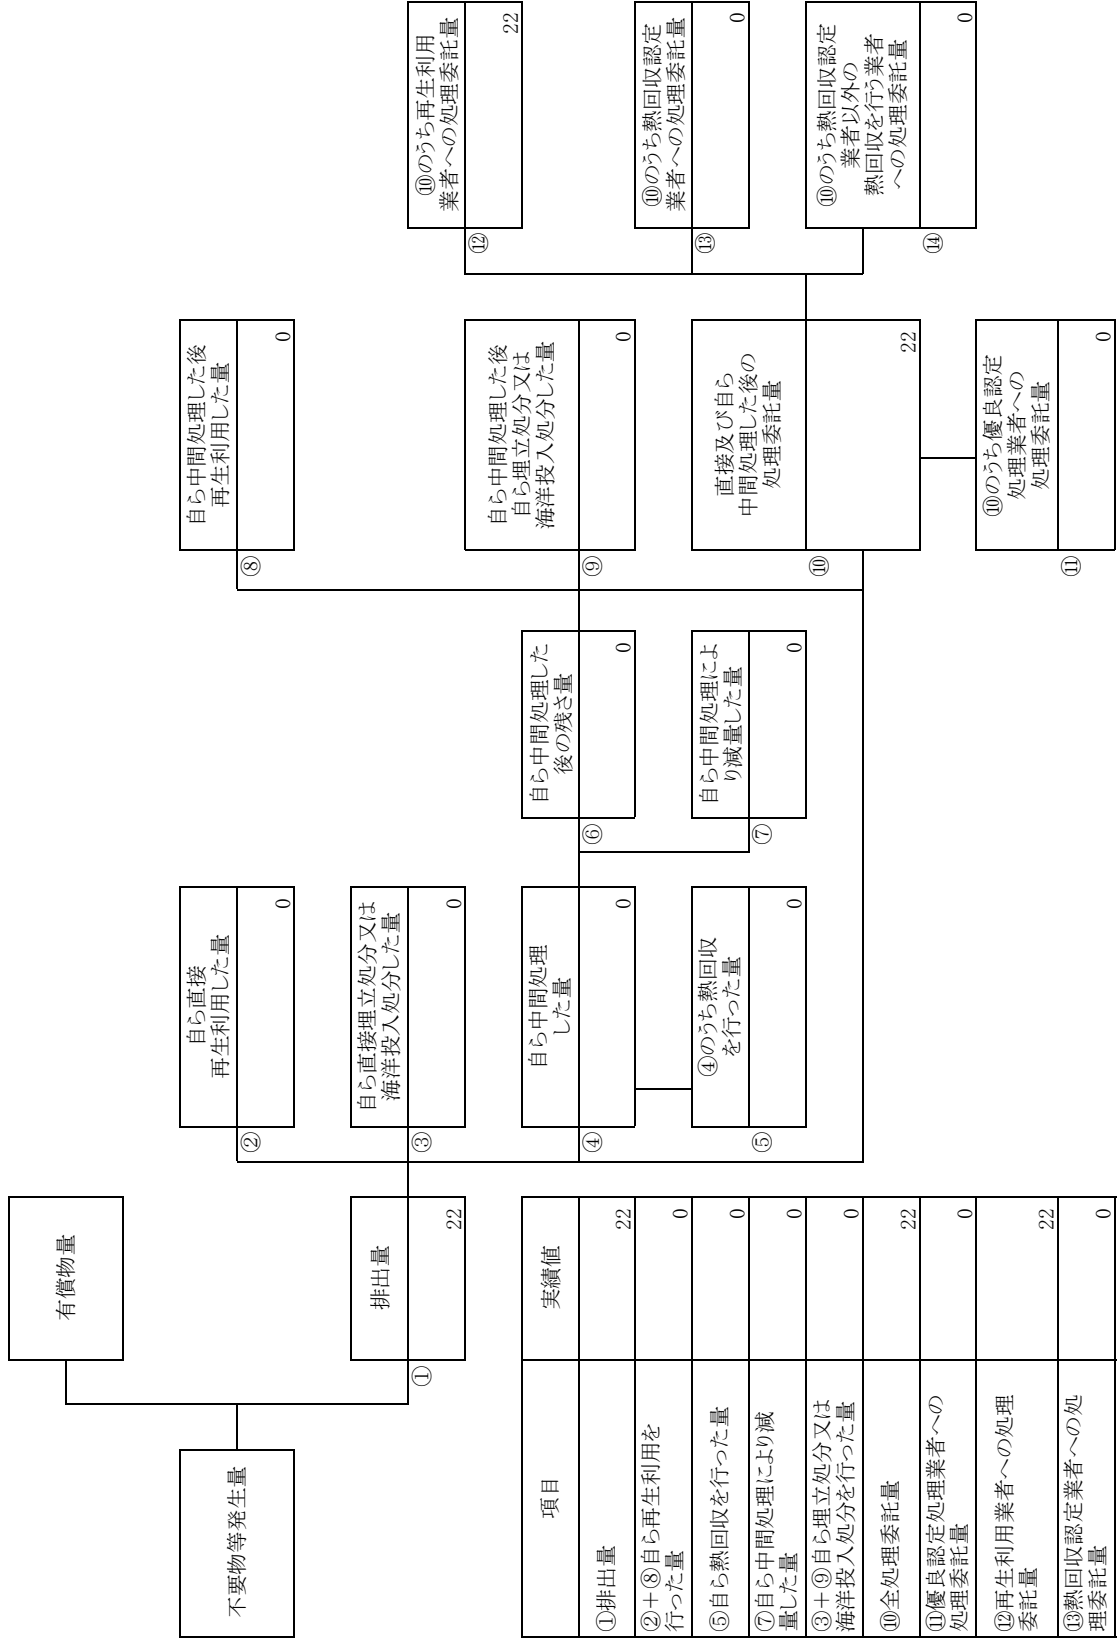 不要物等発生量
有償物量
①
排出量
22
②
自ら直接
再生利用した量
0
③
自ら直接埋立処分又は
海洋投入処分した量
0
④
自ら中間処理
した量
0
⑤
④のうち熱回収
を行った量
0
⑥
自ら中間処理した
後の残さ量
0
⑦
自ら中間処理によ
り減量した量
0
⑧
自ら中間処理した後
再生利用した量
0
⑨
自ら中間処理した後
自ら埋立処分又は
海洋投入処分した量
0
⑩
直接及び自ら
中間処理した後の
処理委託量
22
⑪
⑩のうち優良認定
処理業者への
処理委託量
0
⑫
⑩のうち再生利用
業者への処理委託量
22
⑬
⑩のうち熱回収認定
業者への処理委託量
0
⑭
⑩のうち熱回収認定
業者以外の
熱回収を行う業者
への処理委託量
0
項目 実績値
①排出量 22
②+⑧自ら再生利用を
行った量 0
⑤自ら熱回収を行った量 0
⑦自ら中間処理により減
量した量 0
③+⑨自ら埋立処分又は
海洋投入処分を行った量 0
⑩全処理委託量 22
⑪優良認定処理業者への
処理委託量 0
⑫再生利用業者への処理
委託量 22
⑬熱回収認定業者への処
理委託量 0